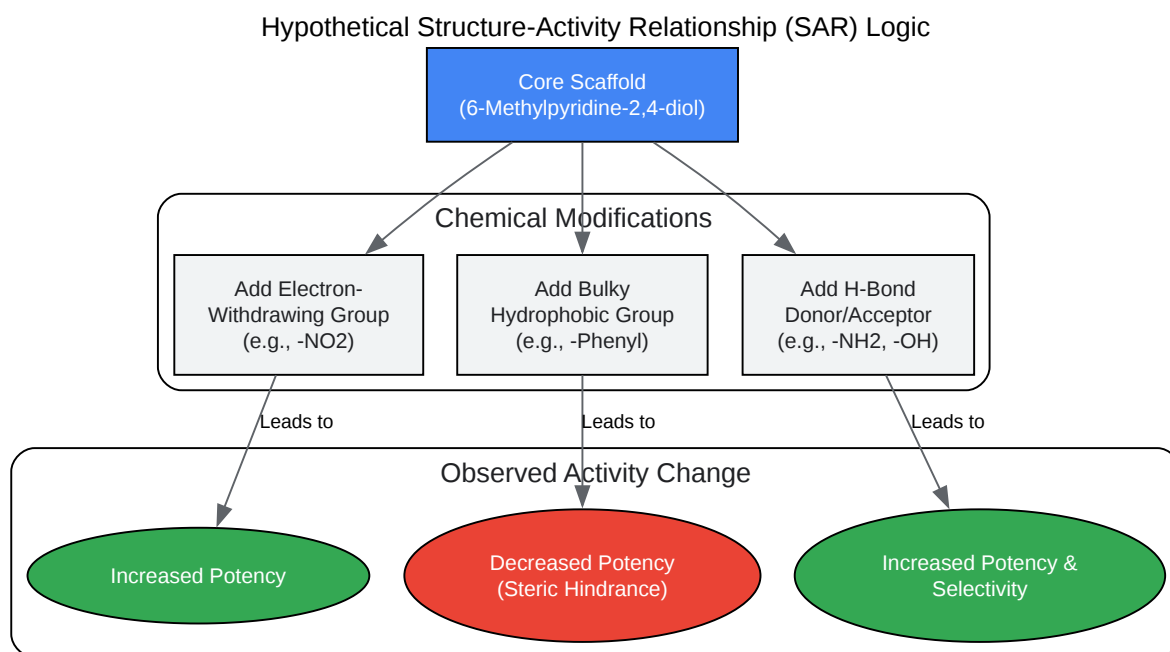 Hypothetical Structure-Activity Relationship (SAR) Logic
Core Scaffold
(6-Methylpyridine-2,4-diol)
Chemical Modifications
Add Electron-
Withdrawing Group
(e.g., -NO2)
Add Bulky
Hydrophobic Group
(e.g., -Phenyl)
Add H-Bond
Donor/Acceptor
(e.g., -NH2, -OH)
Leads to
Leads to
Leads to
Observed Activity Change
Increased Potency
Decreased Potency
(Steric Hindrance)
Increased Potency &
Selectivity